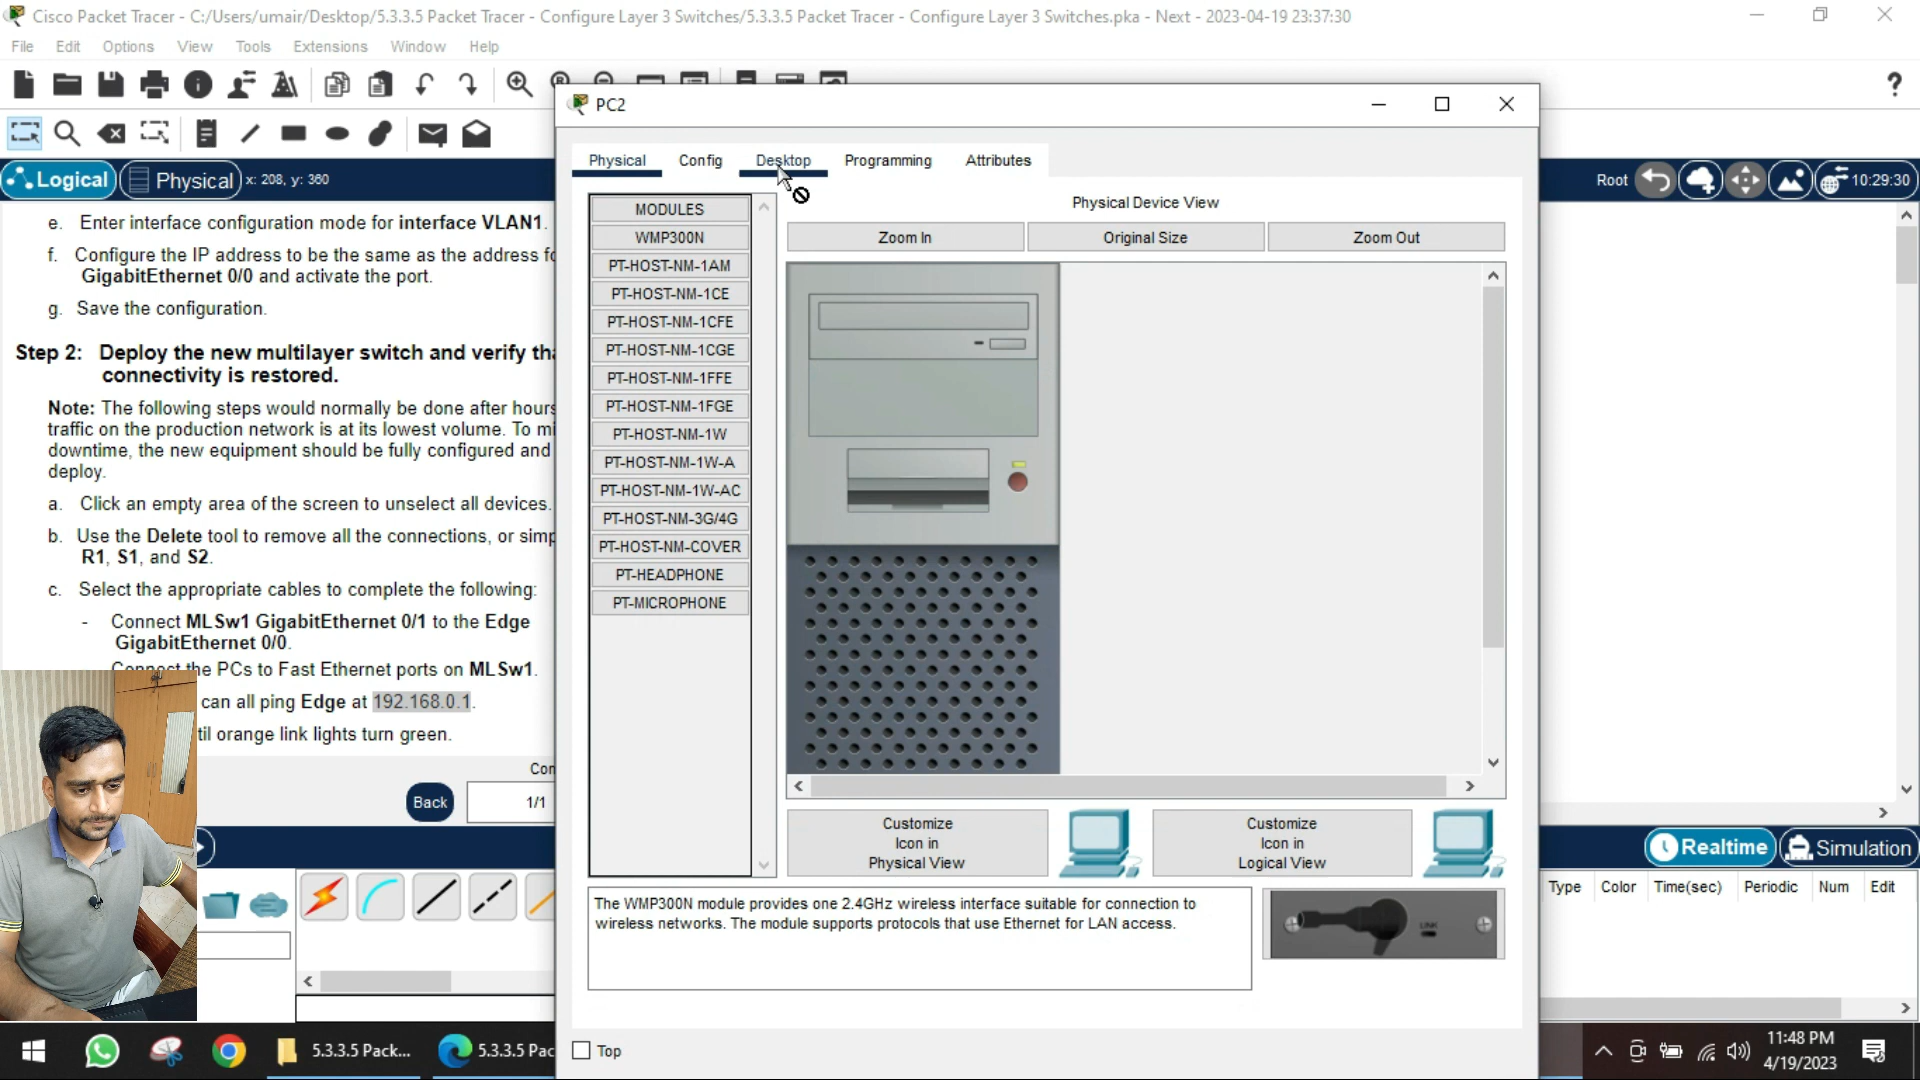 Cisco Packet Tracer - C:/Users/umair/Desktop/5.3.3.5 Packet Tracer - Configure Layer 3 Switches/5.3.3.5 Packet Tracer - Configure Layer 3 Switches.pka - Next - 2023-04-19 23:37:30
File Edit Options View Tools Extensions Window Help
PC2
Physical Config Desktop Programming Attributes
Logical Physical x: 208, y: 360
Root 10:29:30
e. Enter interface configuration mode for interface VLAN1.
f. Configure the IP address to be the same as the address
GigabitEthernet 0/0 and activate the port.
g. Save the configuration.
Step 2: Deploy the new multilayer switch and verify
connectivity is restored.
Note: The following steps would normally be done after hours
traffic on the production network is at its lowest volume. To
downtime, the new equipment should be fully configured and
deploy.
a. Click an empty area of the screen to unselect all devices.
b. Use the Delete tool to remove all the connections, or
R1, S1, and S2.
c. Select the appropriate cables to complete the following:
- Connect MLSw1 GigabitEthernet 0/1 to the Edge
GigabitEthernet 0/0.
Connect the PCs to Fast Ethernet ports on MLSw1.
can all ping Edge at 192.168.0.1.
til orange link lights turn green.
Back 1/1
MODULES
WMP300N
PT-HOST-NM-1AM
PT-HOST-NM-1CE
PT-HOST-NM-1CFE
PT-HOST-NM-1CGE
PT-HOST-NM-1FFE
PT-HOST-NM-1FGE
PT-HOST-NM-1W
PT-HOST-NM-1W-A
PT-HOST-NM-1W-AC
PT-HOST-NM-3G/4G
PT-HOST-NM-COVER
PT-HEADPHONE
PT-MICROPHONE
Physical Device View
Zoom In Original Size Zoom Out
Customize
Icon in
Physical View
Customize
Icon in
Logical View
The WMP300N module provides one 2.4GHz wireless interface suitable for connection to
wireless networks. The module supports protocols that use Ethernet for LAN access.
LINK
Top
Realtime Simulation
Type Color Time(sec) Periodic Num Edit
5.3.3.5 Pack... 5.3.3.5 Pac
11:48 PM
4/19/2023